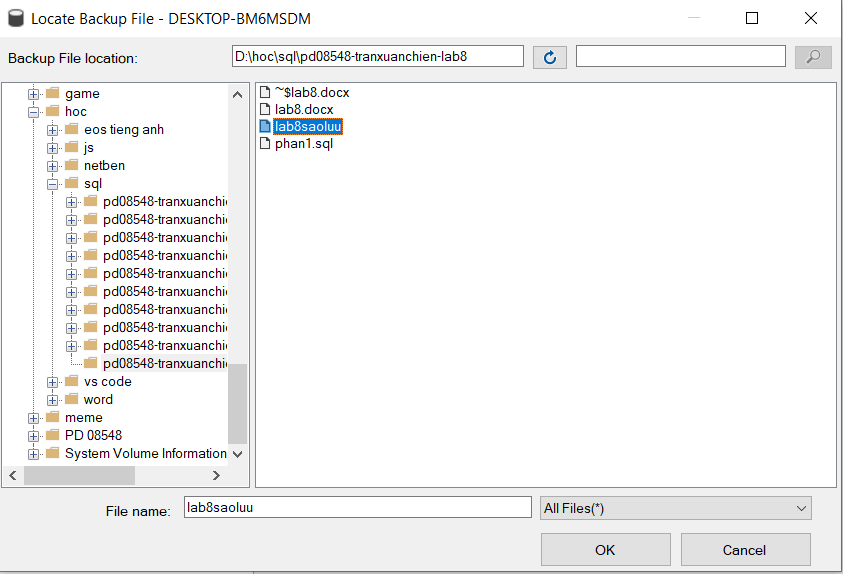 Locate Backup File - DESKTOP-BM6MSDM
Backup File location:
D:\hoc\sql\pd08548-tranxuanchien-lab8
game
hoc
eos tieng anh
js
netben
sql
pd08548-tranxuanchi
pd08548-tranxuanchi
pd08548-tranxuanchi
pd08548-tranxuanchi
pd08548-tranxuanchi
pd08548-tranxuanchi
pd08548-tranxuanchi
pd08548-tranxuanchi
pd08548-tranxuanchi
pd08548-tranxuanchi
vs code
word
meme
PD 08548
System Volume Information
~$lab8.docx
lab8.docx
lab8saoluu
phan1.sql
File name:
lab8saoluu
All Files(*)
OK
Cancel